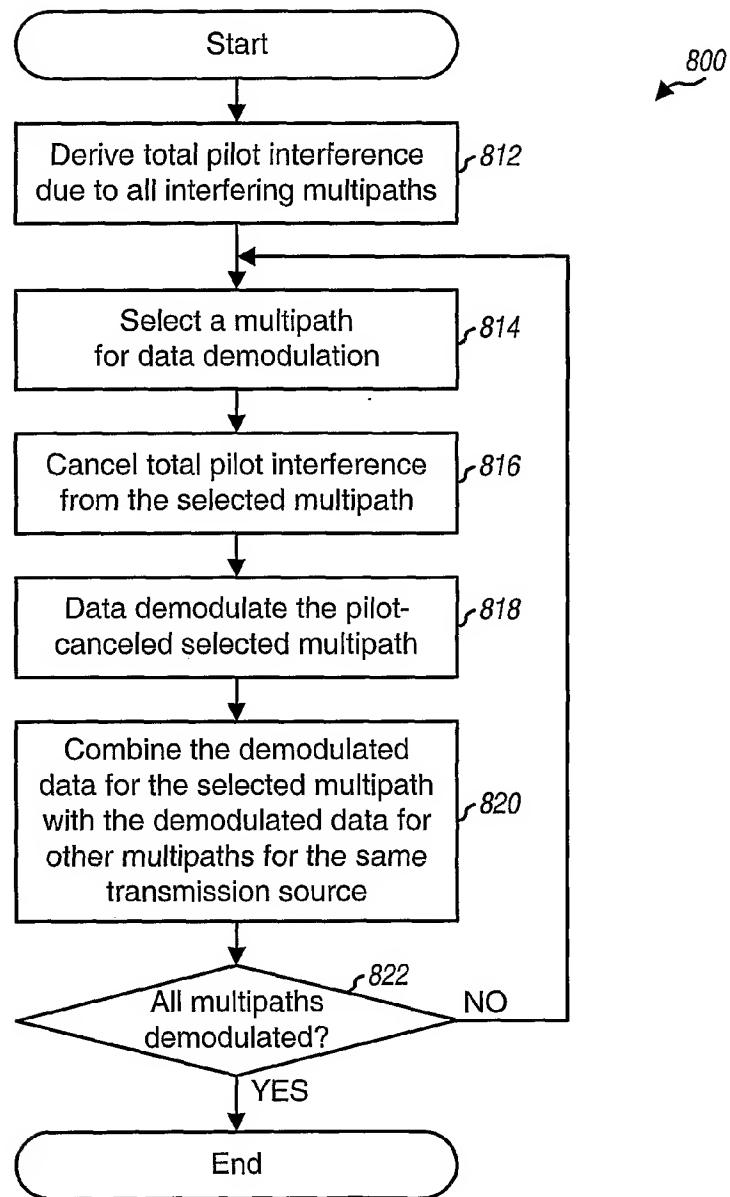 Start
800
Derive total pilot interference
due to all interfering multipaths
812
Select a multipath
for data demodulation
814
Cancel total pilot interference
from the selected multipath
816
Data demodulate the pilot-
canceled selected multipath
818
Combine the demodulated
data for the selected multipath
with the demodulated data for
other multipaths for the same
transmission source
820
822
All multipaths
demodulated?
NO
YES
End